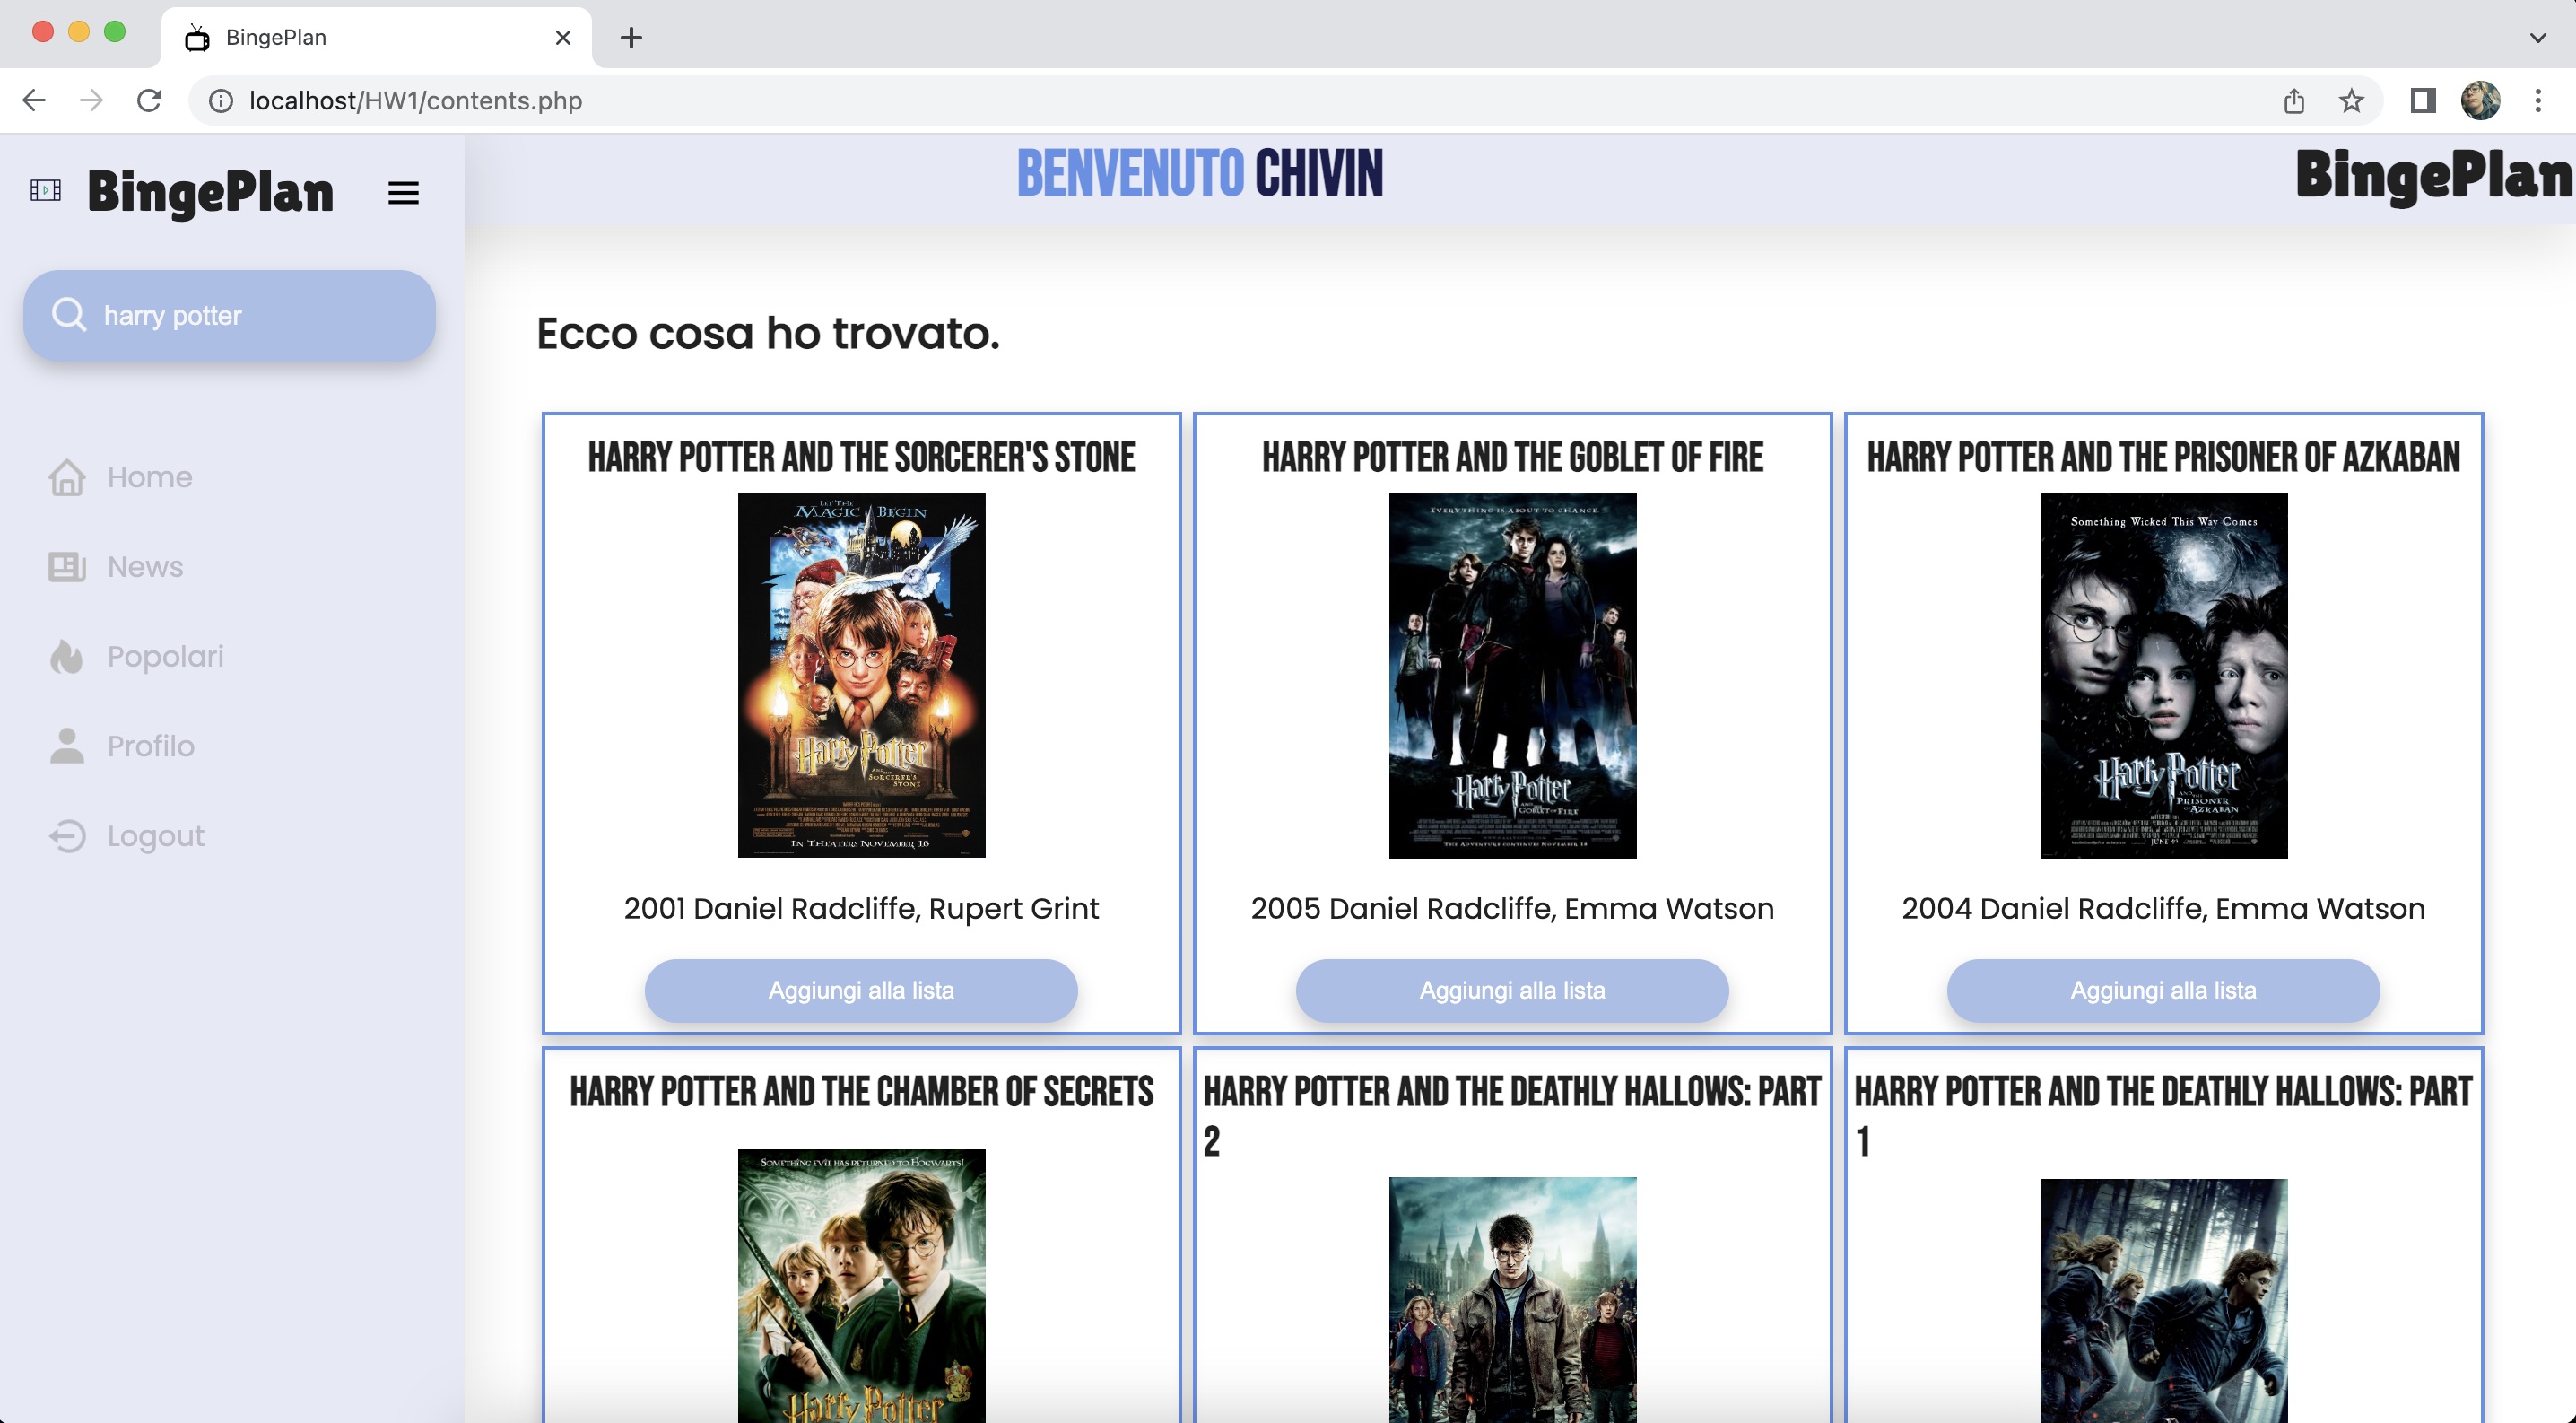 BingePlan
localhost/HW1/contents.php
BingePlan
BENVENUTO CHIVIN
BingePlan
harry potter
Home
News
Popolari
Profilo
Logout
Ecco cosa ho trovato.
HARRY POTTER AND THE SORCERER'S STONE
LET THE
MAGIC BEGIN
Harry Potter
AND THE
SORCERER'S
STONE
IN THEATERS NOVEMBER 16
2001 Daniel Radcliffe, Rupert Grint
Aggiungi alla lista
HARRY POTTER AND THE GOBLET OF FIRE
EVERYTHING IS ABOUT TO CHANGE
Harry Potter
AND THE
GOBLET OF FIRE
THE ADVENTURE CONTINUES NOVEMBER 18
2005 Daniel Radcliffe, Emma Watson
Aggiungi alla lista
HARRY POTTER AND THE PRISONER OF AZKABAN
Something Wicked This Way Comes
Harry Potter
AND THE
PRISONER
OF AZKABAN
2004 Daniel Radcliffe, Emma Watson
Aggiungi alla lista
HARRY POTTER AND THE CHAMBER OF SECRETS
SOMETHING EVIL HAS RETURNED TO HOGWARTS!
Harry Potter
HARRY POTTER AND THE DEATHLY HALLOWS: PART
2
HARRY POTTER AND THE DEATHLY HALLOWS: PART
1